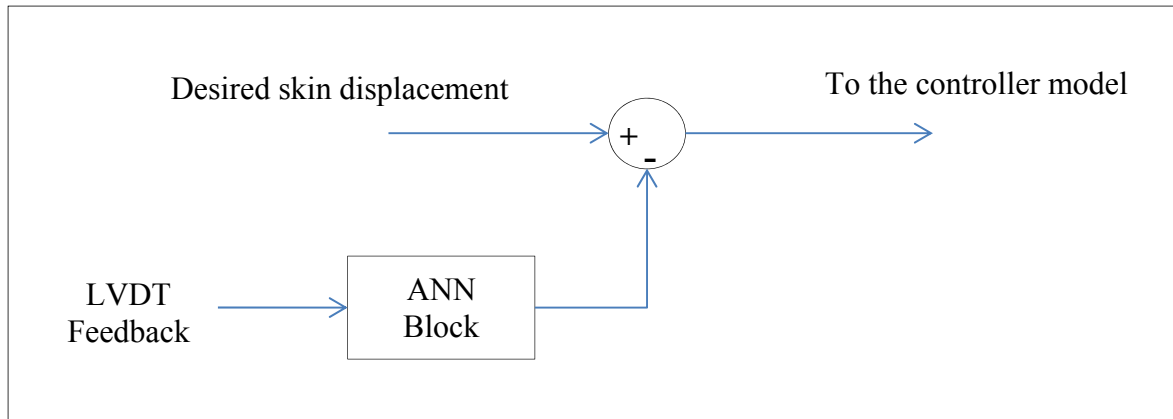 Desired skin displacement
To the controller model
+
-
LVDT
Feedback
ANN
Block